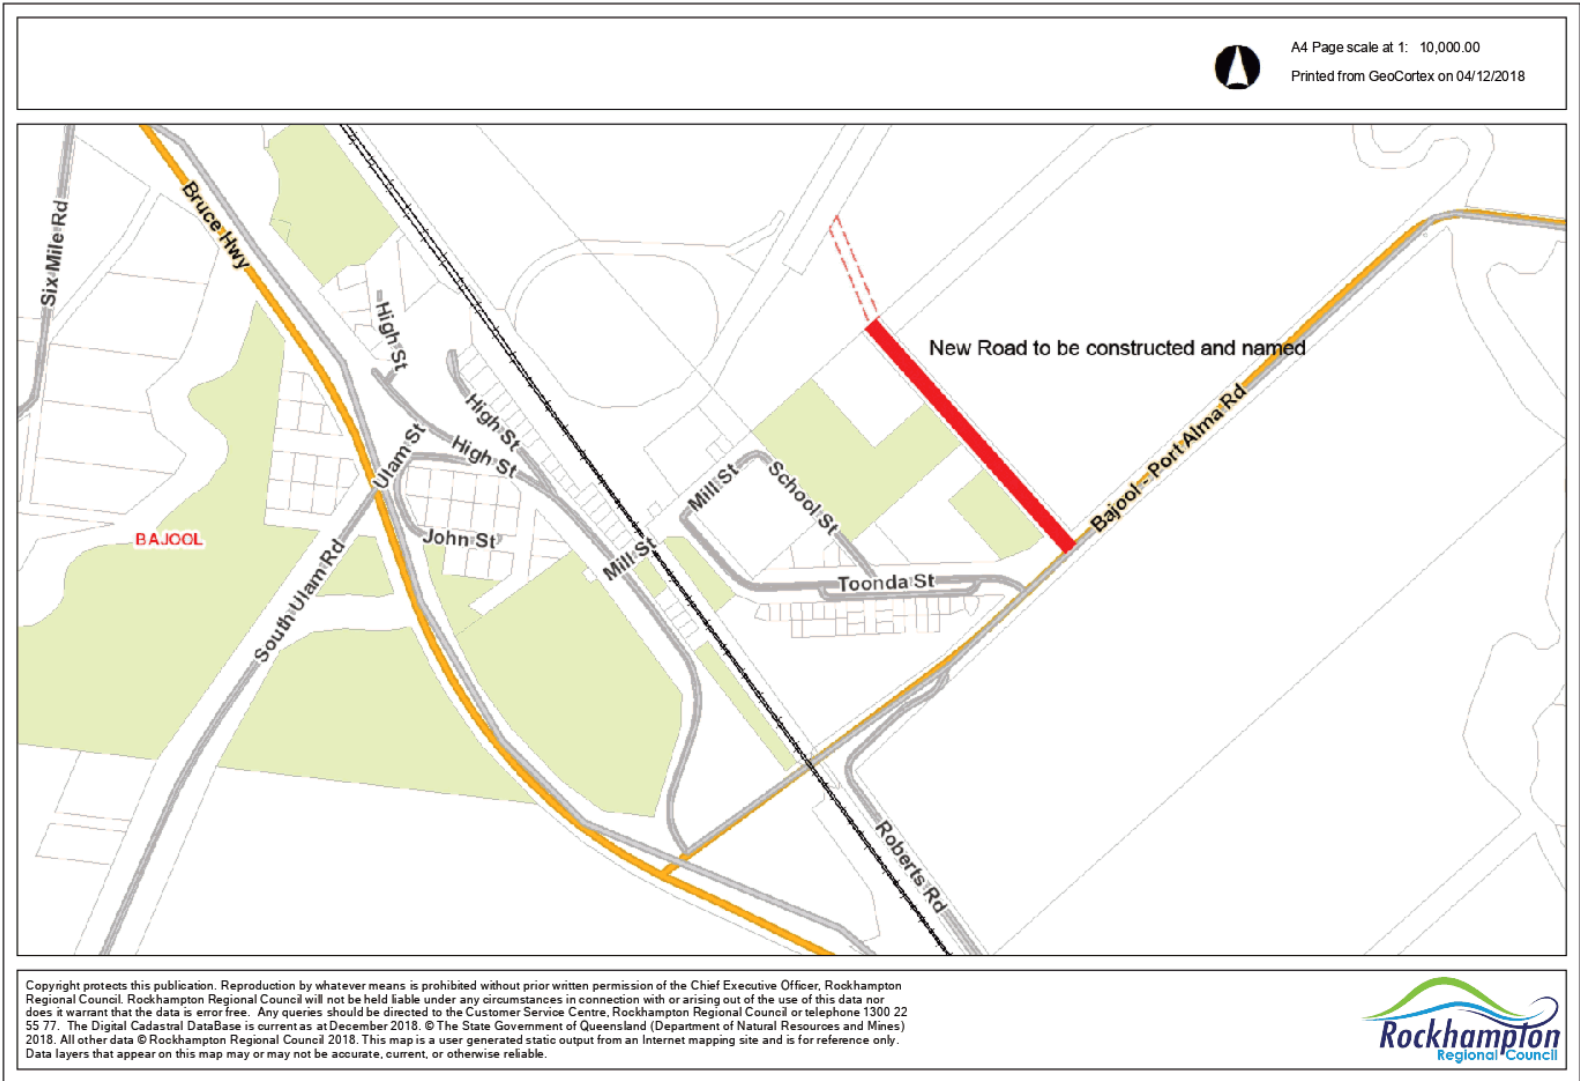 A4 Page scale at 1: 10,000.00
Printed from GeoCortex on 04/12/2018
Six Mile Rd
Bruce Hwy
High St
High St
High St
Ulam St
John St
BAJOOL
South Ulam Rd
Mill St
Mill St
School St
Toonda St
New Road to be constructed and named
Bajool - Port Alma Rd
Roberts Rd
Copyright protects this publication. Reproduction by whatever means is prohibited without prior written permission of the Chief Executive Officer, Rockhampton
Regional Council. Rockhampton Regional Council will not be held liable under any circumstances in connection with or arising out of the use of this data nor
does it warrant that the data is error free. Any queries should be directed to the Customer Service Centre, Rockhampton Regional Council or telephone 1300 22
55 77. The Digital Cadastral DataBase is current as at December 2018. © The State Government of Queensland (Department of Natural Resources and Mines)
2018. All other data © Rockhampton Regional Council 2018. This map is a user generated static output from an Internet mapping site and is for reference only.
Data layers that appear on this map may or may not be accurate, current, or otherwise reliable.
Rockhampton
Regional Council